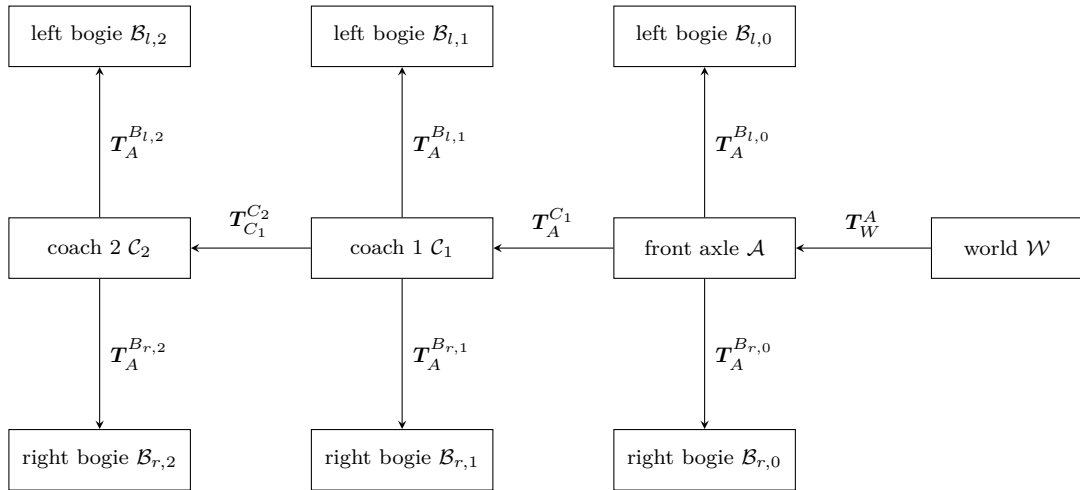 left bogie $\mathcal{B}_{l,2}$ left bogie $\mathcal{B}_{l,1}$ left bogie $\mathcal{B}_{l,0}$
$\boldsymbol{T}_A^{B_{l,2}}$ $\boldsymbol{T}_A^{B_{l,1}}$ $\boldsymbol{T}_A^{B_{l,0}}$
$\boldsymbol{T}_{C_1}^{C_2}$ $\boldsymbol{T}_A^{C_1}$ $\boldsymbol{T}_W^A$
coach 2 $\mathcal{C}_2$ coach 1 $\mathcal{C}_1$ front axle $\mathcal{A}$ world $\mathcal{W}$
$\boldsymbol{T}_A^{B_{r,2}}$ $\boldsymbol{T}_A^{B_{r,1}}$ $\boldsymbol{T}_A^{B_{r,0}}$
right bogie $\mathcal{B}_{r,2}$ right bogie $\mathcal{B}_{r,1}$ right bogie $\mathcal{B}_{r,0}$